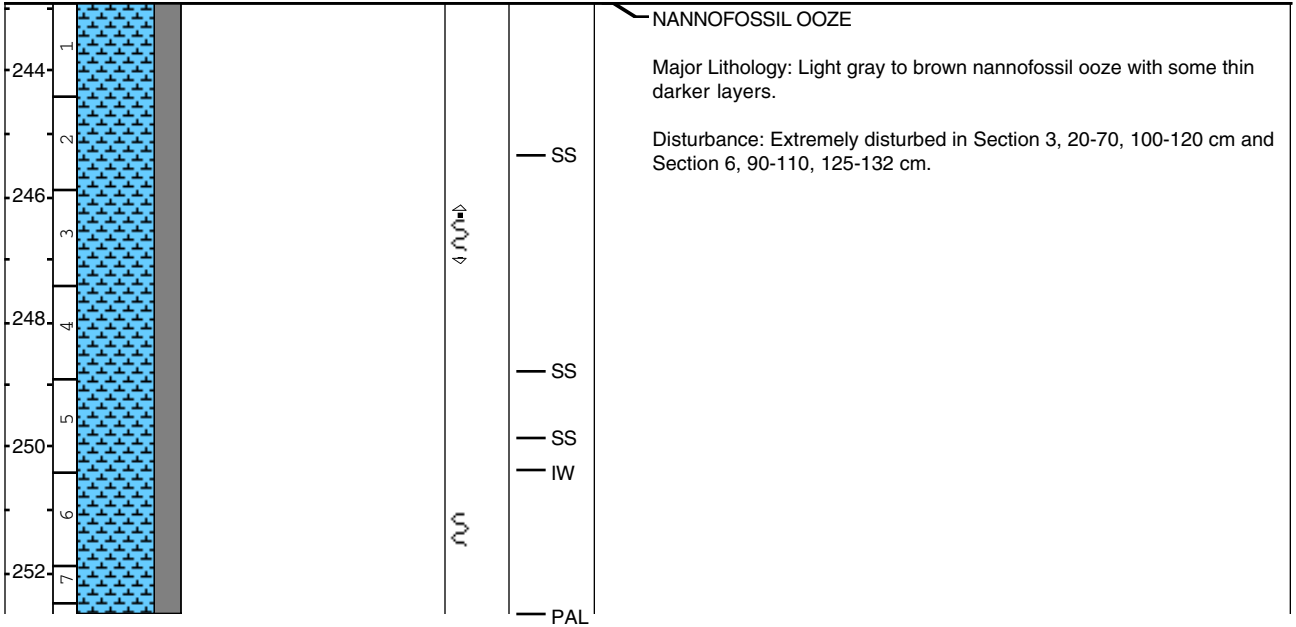 NANNOFOSSIL OOZE
Major Lithology: Light gray to brown nannofossil ooze with some thin
darker layers.
Disturbance: Extremely disturbed in Section 3, 20-70, 100-120 cm and
Section 6, 90-110, 125-132 cm.
1
244
2
SS
246
3
248
4
SS
5
SS
250
IW
6
252
7
PAL